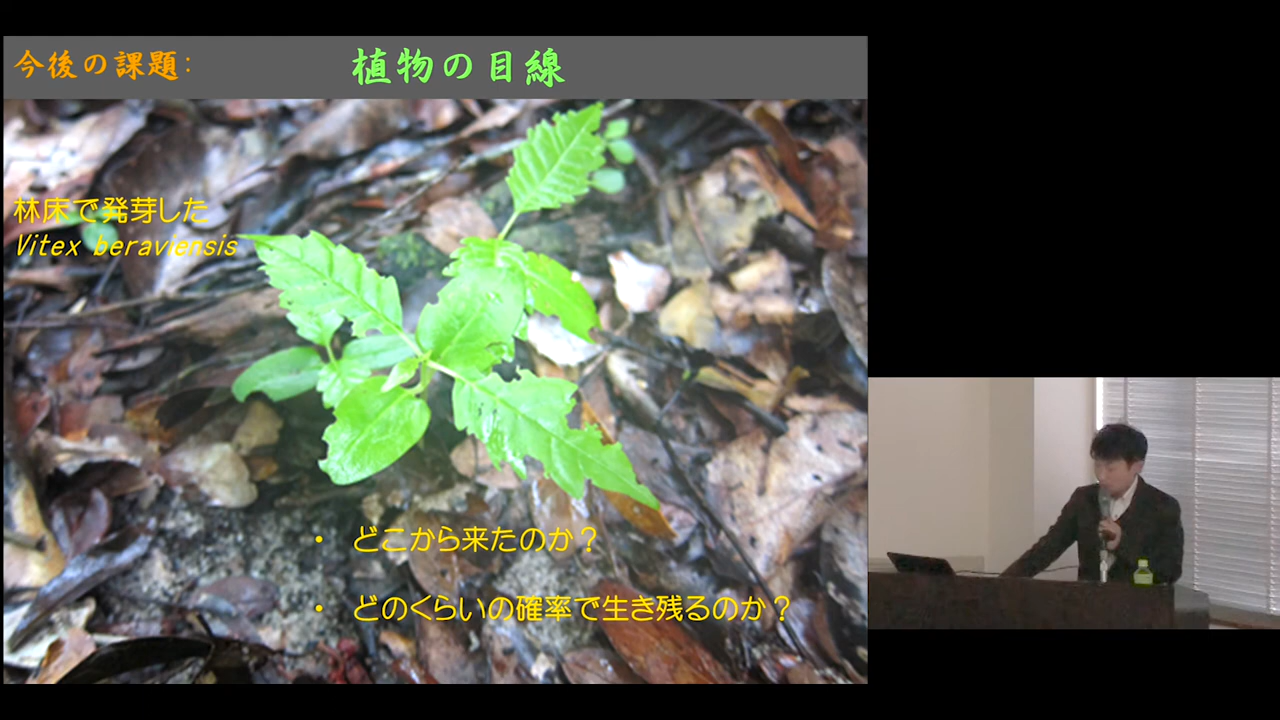 今後の課題:
植物の目線
林床で発芽した
Vitex beraviensis
• どこから来たのか？
• どのくらいの確率で生き残るのか？